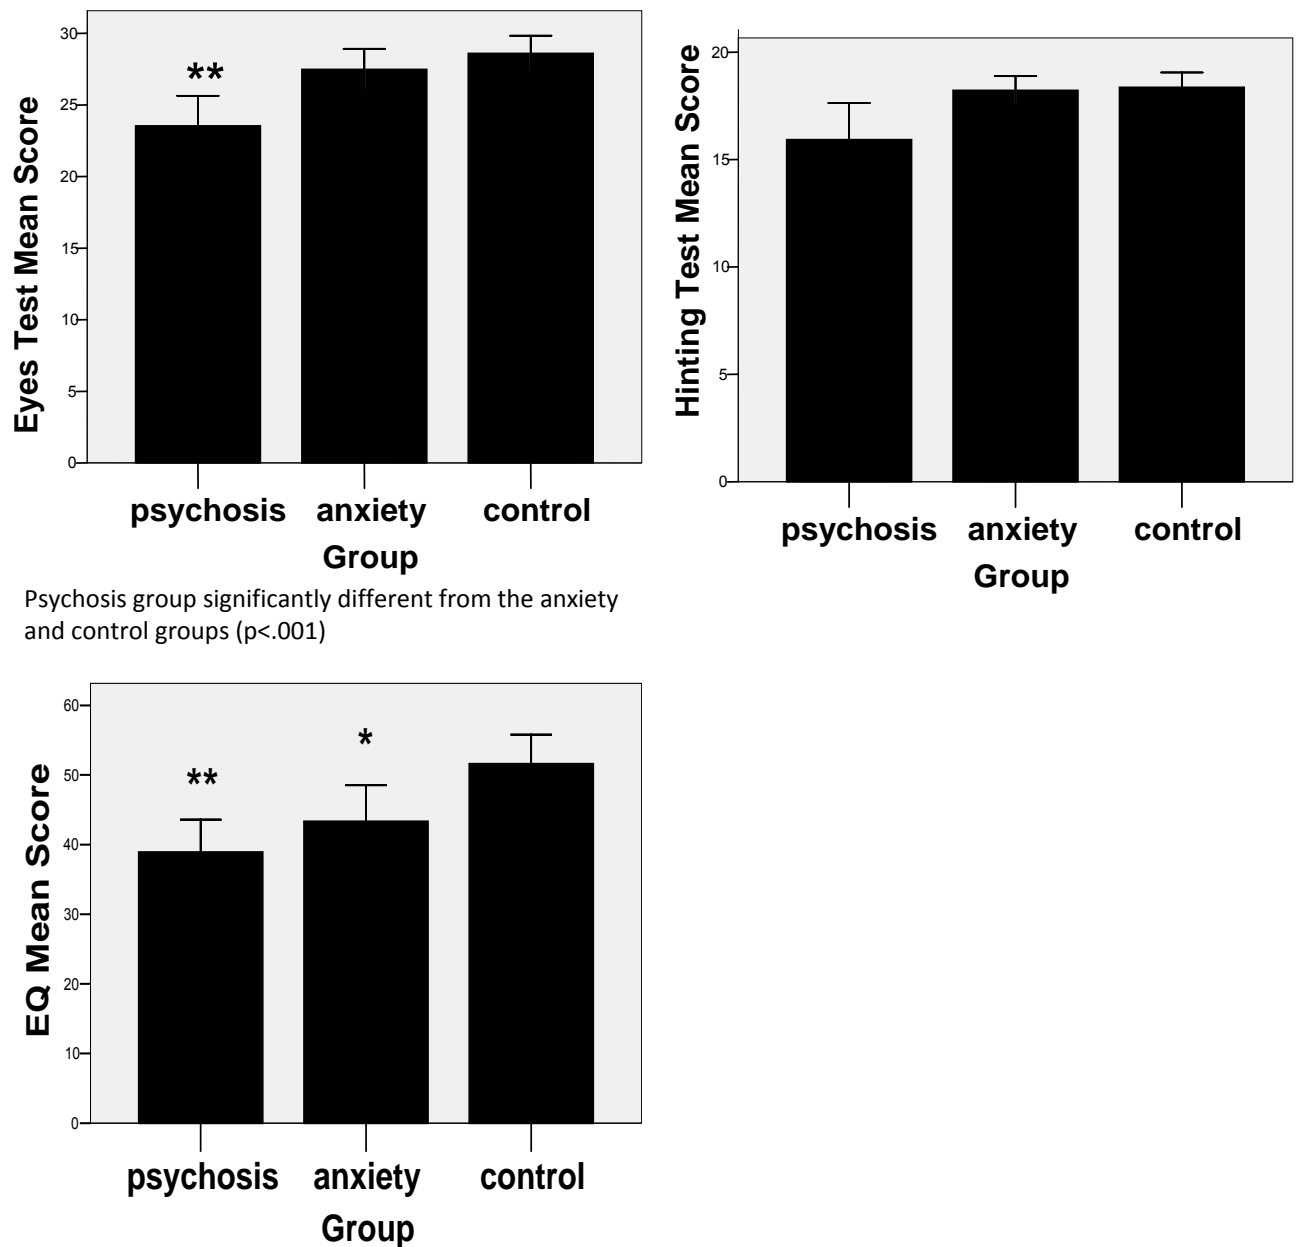 Eyes Test Mean Score
30
25
20
15
10
5
0
**
psychosis anxiety control
Group
Psychosis group significantly different from the anxiety
and control groups (p<.001)
Hinting Test Mean Score
20
15
10
5
0
psychosis anxiety control
Group
EQ Mean Score
60
50
40
30
20
10
0
**
*
psychosis anxiety control
Group